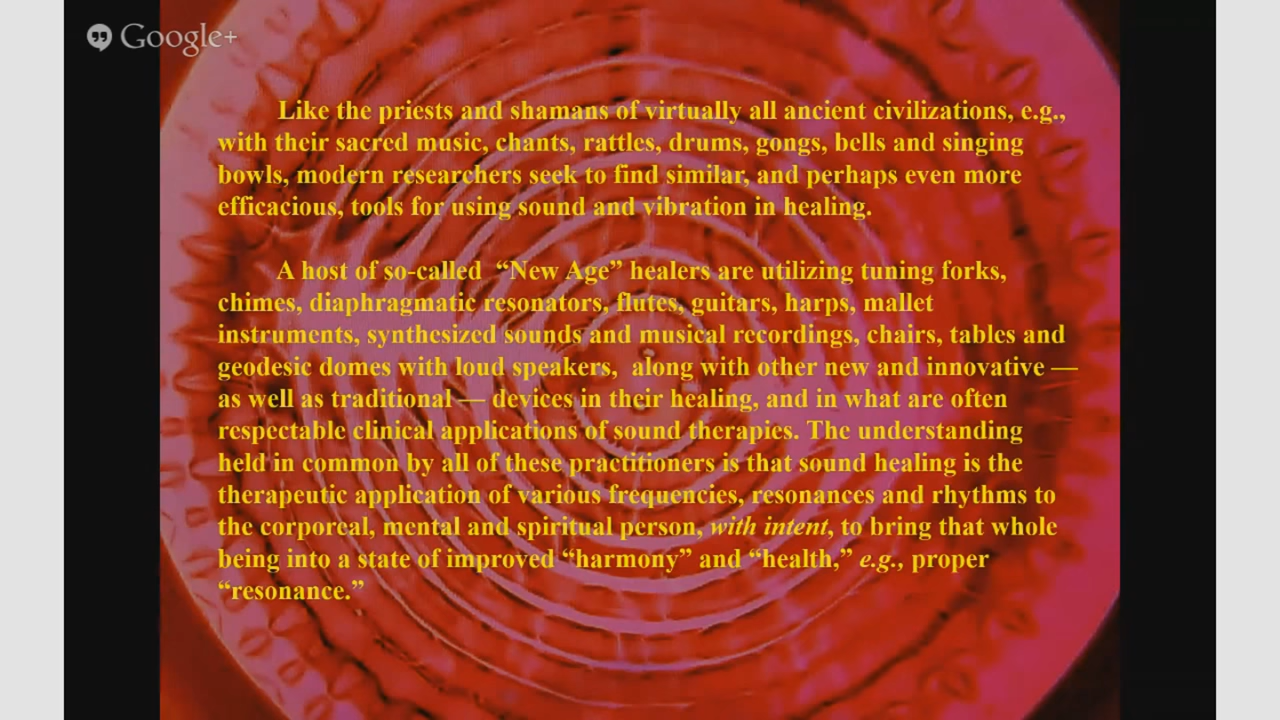 Google+
Like the priests and shamans of virtually all ancient civilizations, e.g.,
with their sacred music, chants, rattles, drums, gongs, bells and singing
bowls, modern researchers seek to find similar, and perhaps even more
efficacious, tools for using sound and vibration in healing.
A host of so-called “New Age” healers are utilizing tuning forks,
chimes, diaphragmatic resonators, flutes, guitars, harps, mallet
instruments, synthesized sounds and musical recordings, chairs, tables and
geodesic domes with loud speakers, along with other new and innovative —
as well as traditional — devices in their healing, and in what are often
respectable clinical applications of sound therapies. The understanding
held in common by all of these practitioners is that sound healing is the
therapeutic application of various frequencies, resonances and rhythms to
the corporeal, mental and spiritual person, with intent, to bring that whole
being into a state of improved “harmony” and “health,” e.g., proper
“resonance.”